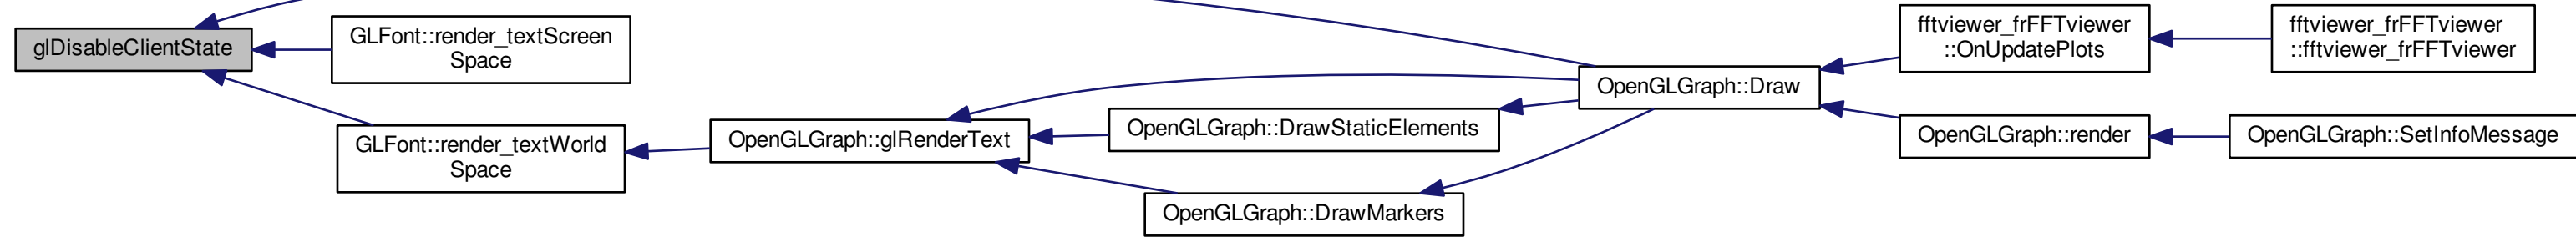 glDisableClientState
GLFont::render_textScreen
Space
GLFont::render_textWorld
Space
OpenGLGraph::glRenderText
OpenGLGraph::DrawStaticElements
OpenGLGraph::DrawMarkers
OpenGLGraph::Draw
fftviewer_frFFTviewer
::OnUpdatePlots
OpenGLGraph::render
fftviewer_frFFTviewer
::fftviewer_frFFTviewer
OpenGLGraph::SetInfoMessage